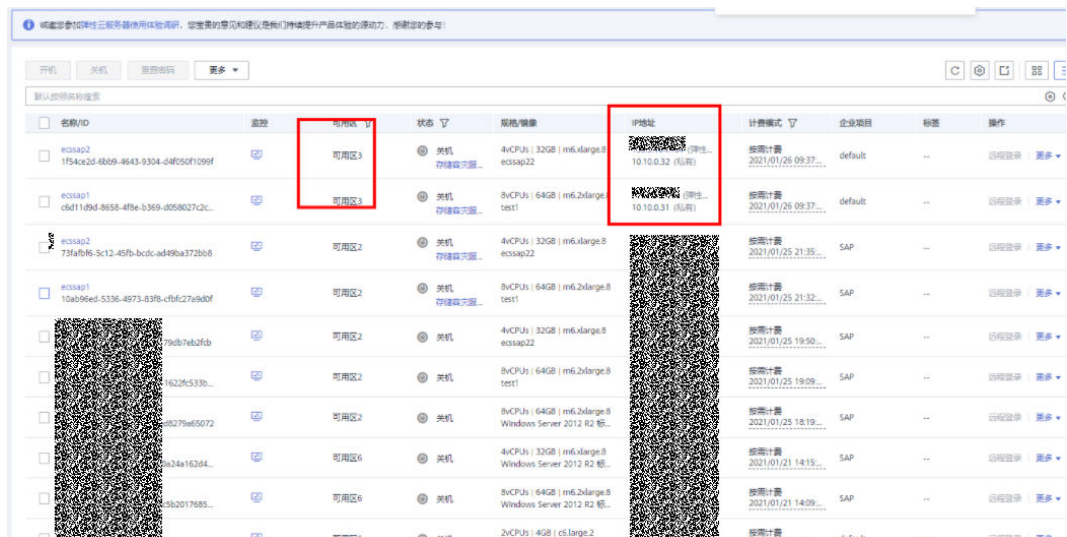 诚邀您参加弹性云服务器使用体验调研，您宝贵的意见和建议是我们持续提升产品体验的源动力，感谢您的参与！
开机 关机 重置密码 更多
默认按照名称搜索
名称/ID 监控 可用区 状态 规格/镜像 IP地址 计费模式 企业项目 标签 操作
ecssap2 可用区3 关机 4vCPUs | 32GB | m6.xlarge.8 (弹性... 按需计费 default -- 远程登录 更多
1f54ce2d-6bb9-4643-9304-d4f050f1099f 存储容灾服... ecssap22 10.10.0.32 (私有) 2021/01/26 09:37:...
ecssap1 可用区3 关机 8vCPUs | 64GB | m6.2xlarge.8 (弹性... 按需计费 default -- 远程登录 更多
c6d11d9d-8658-4f8e-b369-d058027c2c... 存储容灾服... test1 10.10.0.31 (私有) 2021/01/26 09:37:...
ecssap2 可用区2 关机 4vCPUs | 32GB | m6.xlarge.8 按需计费 SAP -- 远程登录 更多
73fafbf6-5c12-45fb-bcdc-ad49ba372bb8 存储容灾服... ecssap22 2021/01/25 21:35:...
ecssap1 可用区2 关机 8vCPUs | 64GB | m6.2xlarge.8 按需计费 SAP -- 远程登录 更多
10ab96ed-5336-4973-83f8-cfbfc27a9d0f 存储容灾服... test1 2021/01/25 21:32:...
可用区2 关机 4vCPUs | 32GB | m6.xlarge.8 按需计费 SAP -- 远程登录 更多
79db7eb2fcb ecssap22 2021/01/25 19:50:...
可用区2 关机 8vCPUs | 64GB | m6.2xlarge.8 按需计费 SAP -- 远程登录 更多
1622fc533b... test1 2021/01/25 19:09:...
可用区2 关机 8vCPUs | 64GB | m6.2xlarge.8 按需计费 SAP -- 远程登录 更多
d8279a65072 Windows Server 2012 R2 标... 2021/01/25 18:19:...
可用区6 关机 4vCPUs | 32GB | m6.xlarge.8 按需计费 SAP -- 远程登录 更多
0a24a162d4... Windows Server 2012 R2 标... 2021/01/21 14:15:...
可用区6 关机 8vCPUs | 64GB | m6.2xlarge.8 按需计费 SAP -- 远程登录 更多
c5b2017685... Windows Server 2012 R2 标... 2021/01/21 14:09:...
2vCPUs | 4GB | c6.large.2 按需计费